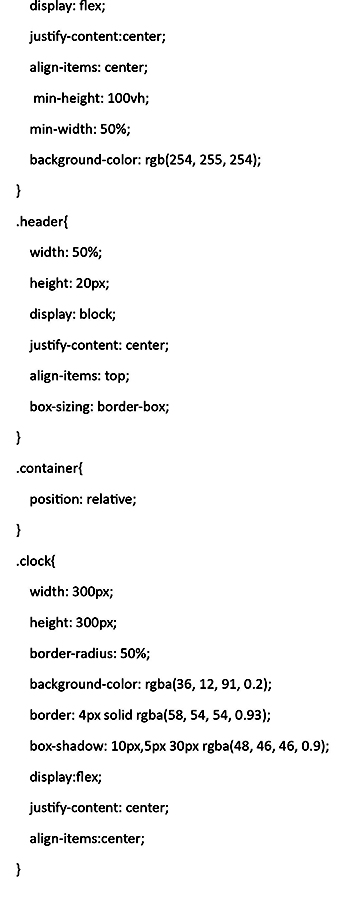 display: flex;
justify-content:center;
align-items: center;
min-height: 100vh;
min-width: 50%;
background-color: rgb(254, 255, 254);
}
.header{
width: 50%;
height: 20px;
display: block;
justify-content: center;
align-items: top;
box-sizing: border-box;
}
.container{
position: relative;
}
.clock{
width: 300px;
height: 300px;
border-radius: 50%;
background-color: rgba(36, 12, 91, 0.2);
border: 4px solid rgba(58, 54, 54, 0.93);
box-shadow: 10px,5px 30px rgba(48, 46, 46, 0.9);
display:flex;
justify-content: center;
align-items:center;
}